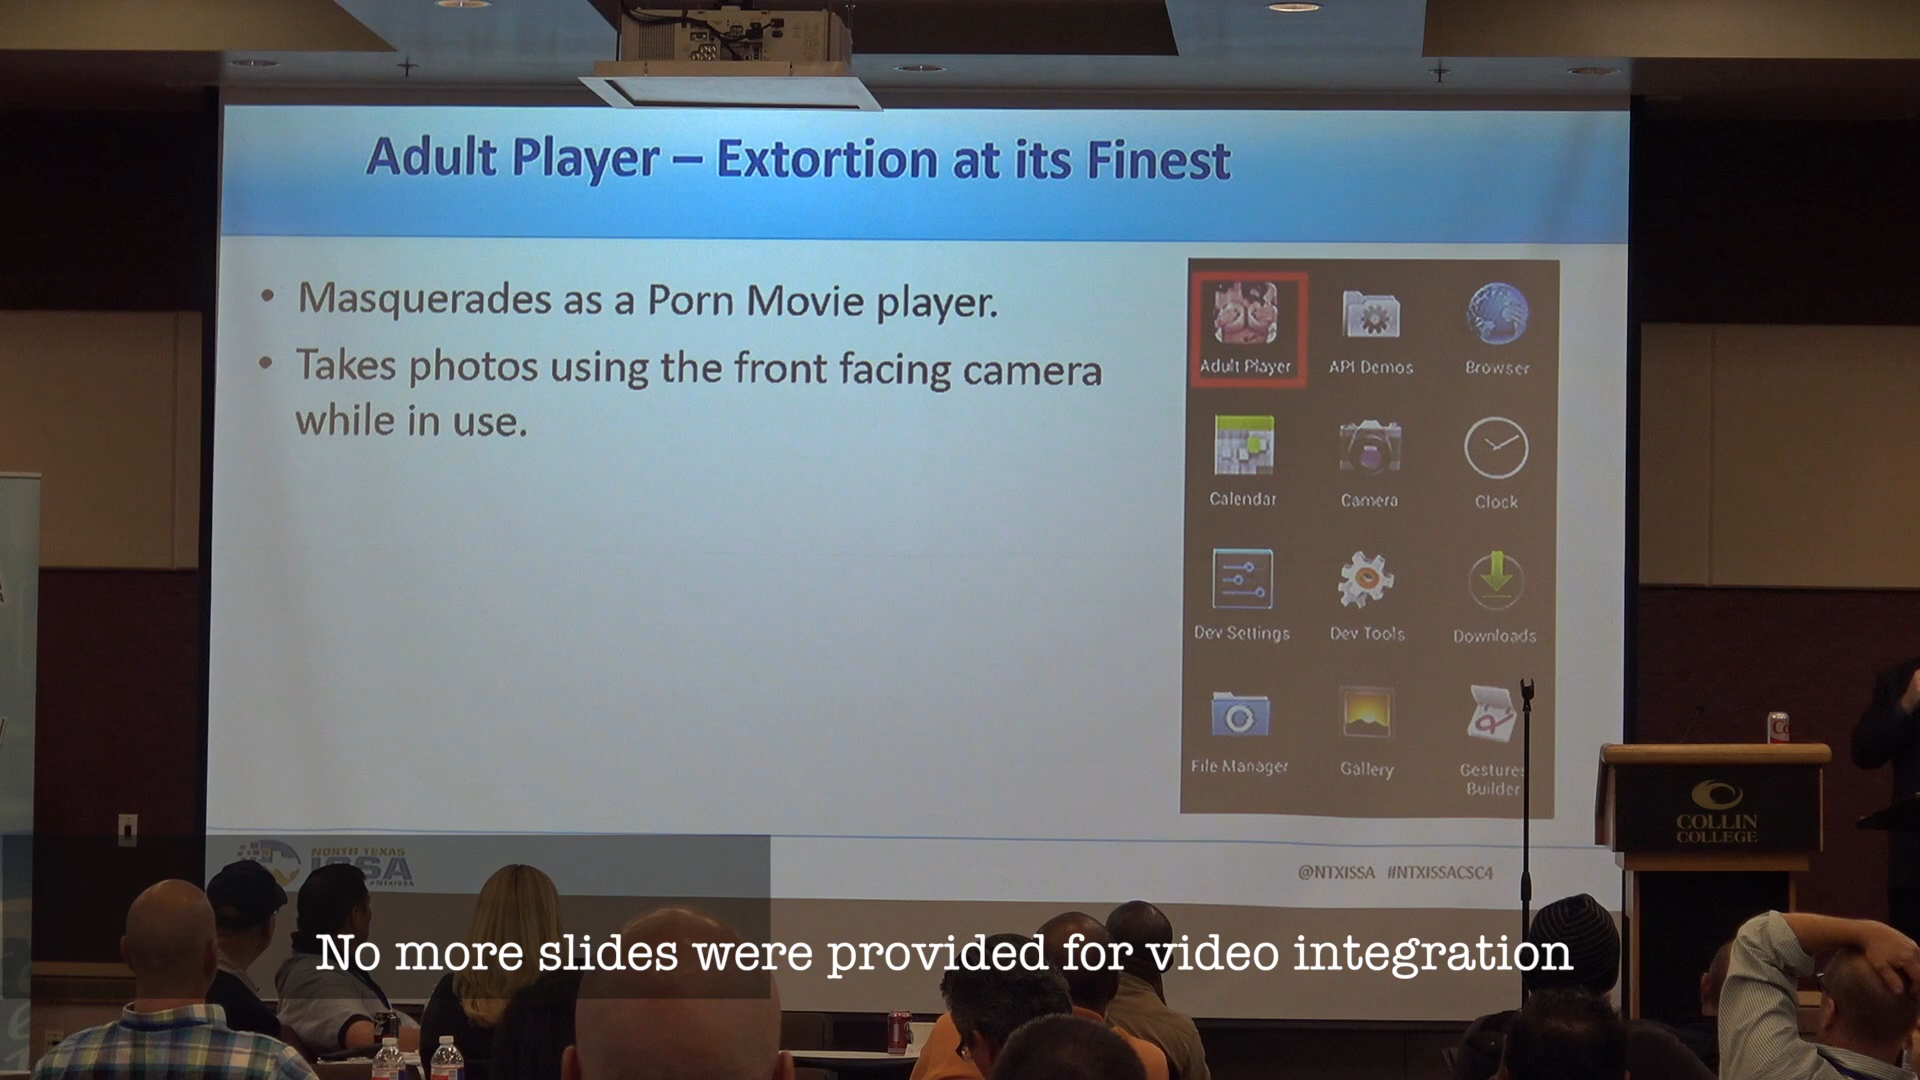 Adult Player – Extortion at its Finest
• Masquerades as a Porn Movie player.
• Takes photos using the front facing camera
while in use.
Adult Player
API Demos
Browser
Calendar
Camera
Clock
Dev Settings
Dev Tools
Downloads
File Manager
Gallery
Gestures
Builder
NORTH TEXAS
ISSA
@NTXISSA #NTXISSACSC4
COLLIN
COLLEGE
No more slides were provided for video integration